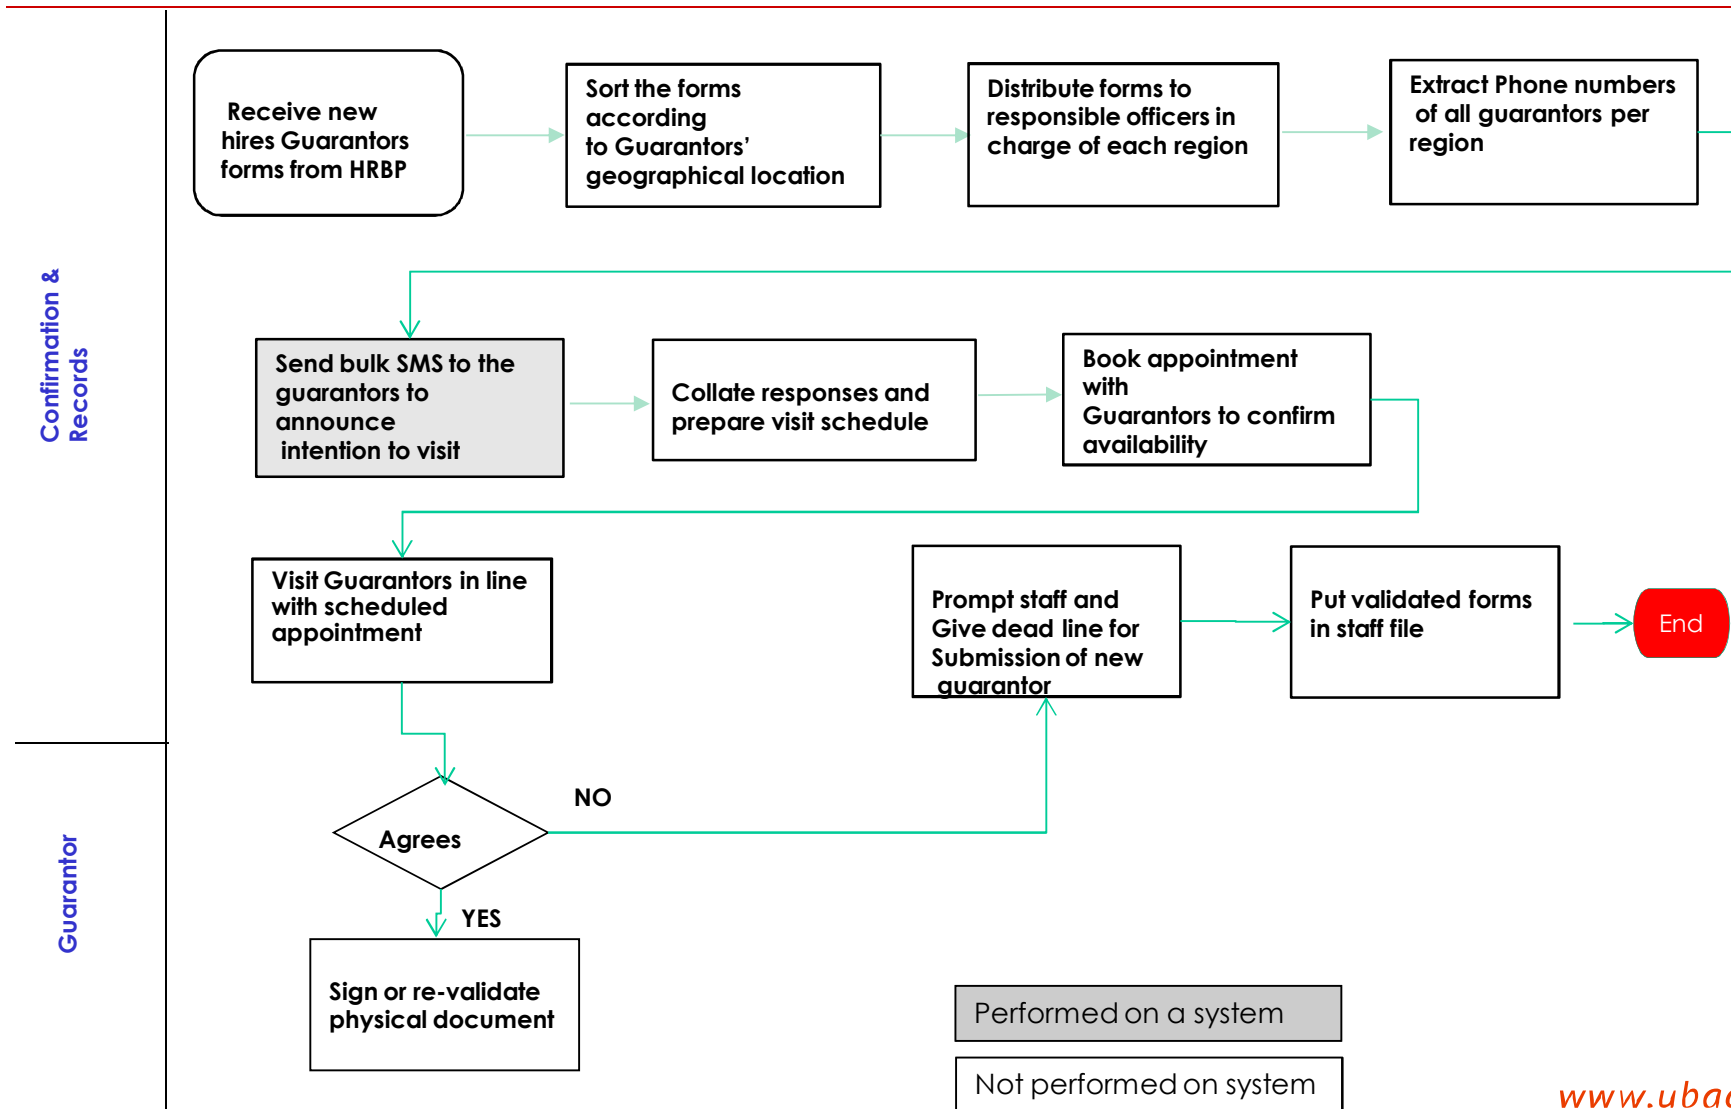 Receive new
hires Guarantors
forms from HRBP
Sort the forms
according
to Guarantors’
geographical location
Distribute forms to
responsible officers in
charge of each region
Extract Phone numbers
of all guarantors per
region
Confirmation &
Records
Send bulk SMS to the
guarantors to
announce
intention to visit
Collate responses and
prepare visit schedule
Book appointment
with
Guarantors to confirm
availability
Visit Guarantors in line
with scheduled
appointment
Prompt staff and
Give dead line for
Submission of new
guarantor
Put validated forms
in staff file
End
Guarantor
Agrees
NO
YES
Sign or re-validate
physical document
Performed on a system
Not performed on system